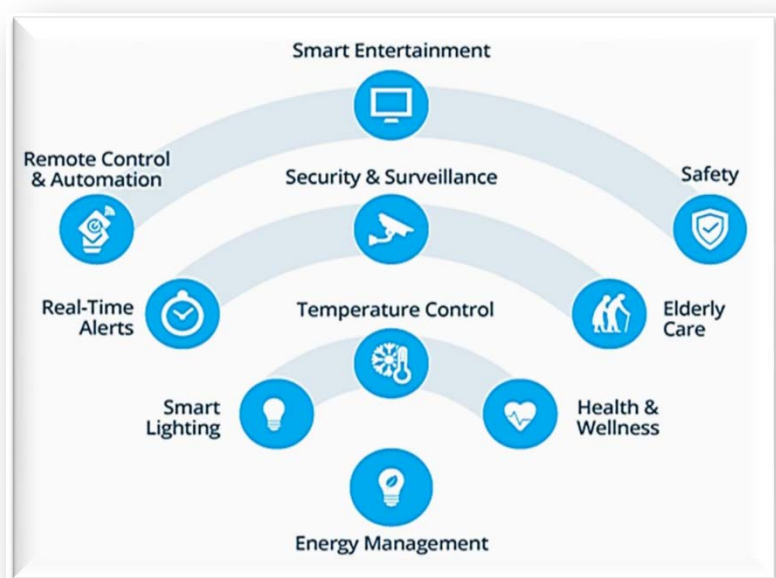 Smart Entertainment
Remote Control
& Automation
Security & Surveillance
Safety
Real-Time
Alerts
Temperature Control
Elderly
Care
Smart
Lighting
Health &
Wellness
Energy Management